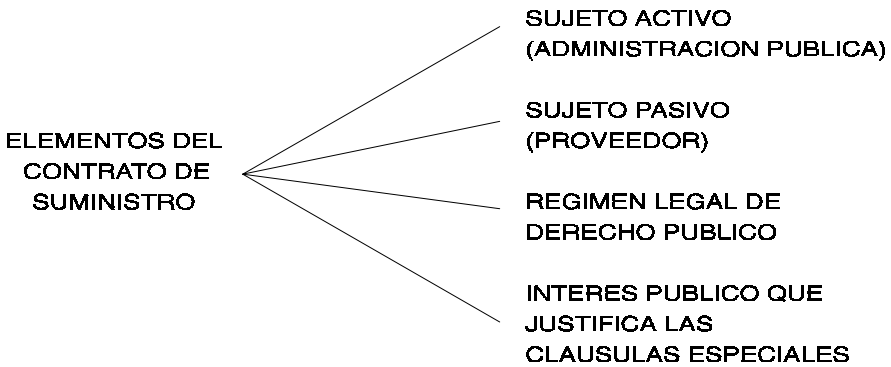 ELEMENTOS DEL
CONTRATO DE
SUMINISTRO
SUJETO ACTIVO
(ADMINISTRACION PUBLICA)
SUJETO PASIVO
(PROVEEDOR)
REGIMEN LEGAL DE
DERECHO PUBLICO
INTERES PUBLICO QUE
JUSTIFICA LAS
CLAUSULAS ESPECIALES